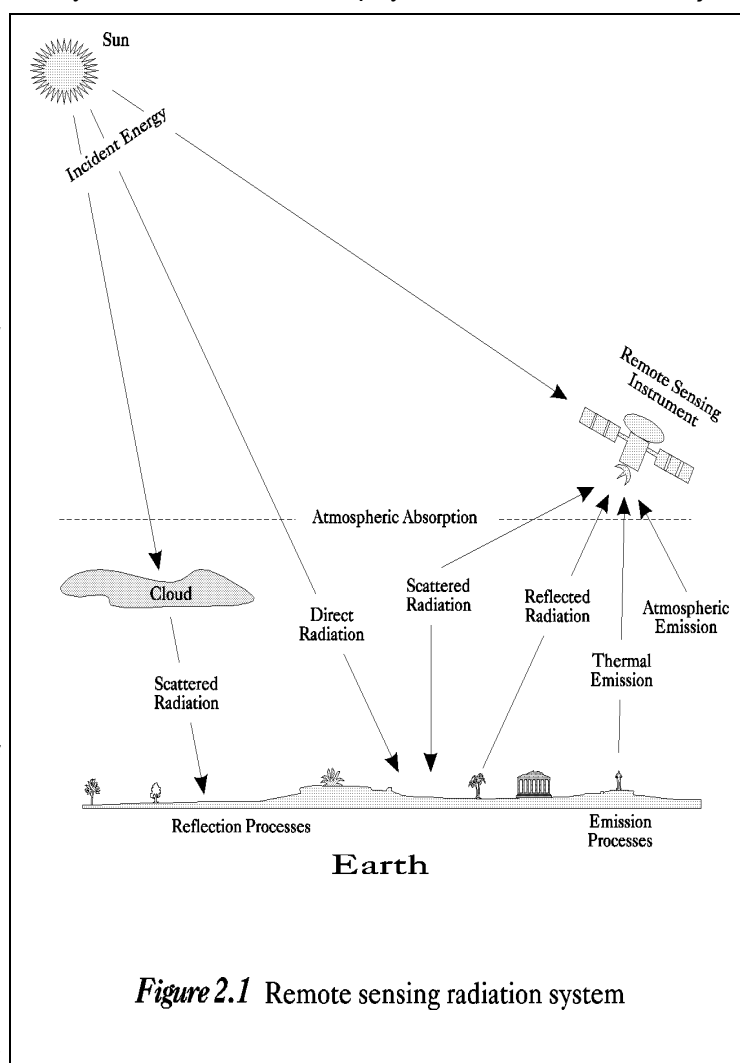 Sun
Incident Energy
Remote Sensing
Instrument
Atmospheric Absorption
Cloud
Scattered
Radiation
Direct
Radiation
Scattered
Radiation
Reflected
Radiation
Atmospheric
Emission
Thermal
Emission
Reflection Processes
Emission
Processes
Earth
Figure 2.1 Remote sensing radiation system